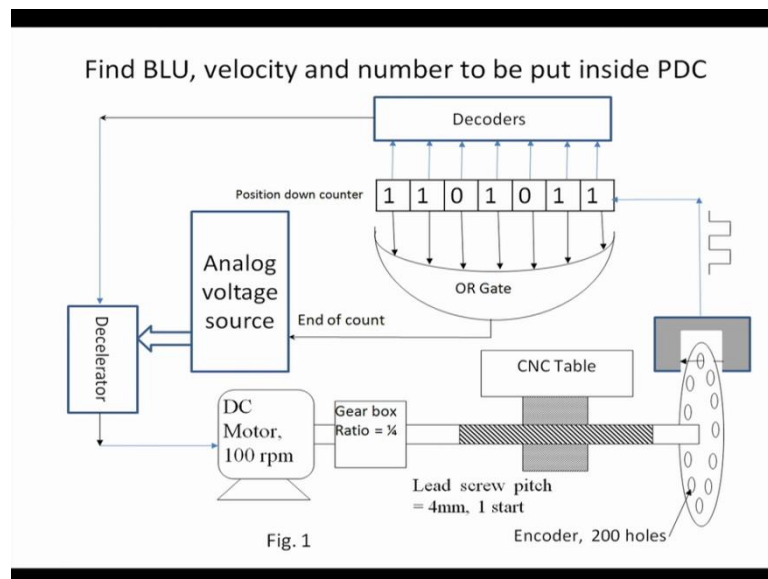 Find BLU, velocity and number to be put inside PDC
Decoders
Position down counter
1 1 0 1 0 1 1
Analog
voltage
source
OR Gate
End of count
Decelerator
CNC Table
DC
Motor,
100 rpm
Gear box
Ratio = ¼
Lead screw pitch
= 4mm, 1 start
Encoder, 200 holes
Fig. 1